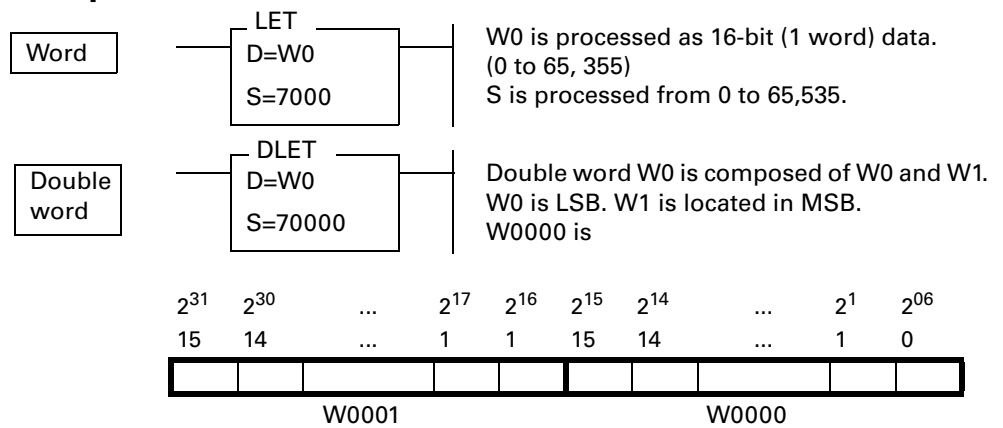 Word
LET
D=W0
S=7000
W0 is processed as 16-bit (1 word) data.
(0 to 65, 355)
S is processed from 0 to 65,535.
Double
word
DLET
D=W0
S=70000
Double word W0 is composed of W0 and W1.
W0 is LSB. W1 is located in MSB.
W0000 is
2^31 2^30 ... 2^17 2^16 2^15 2^14 ... 2^1 2^06
15 14 ... 1 1 15 14 ... 1 0
W0001 W0000